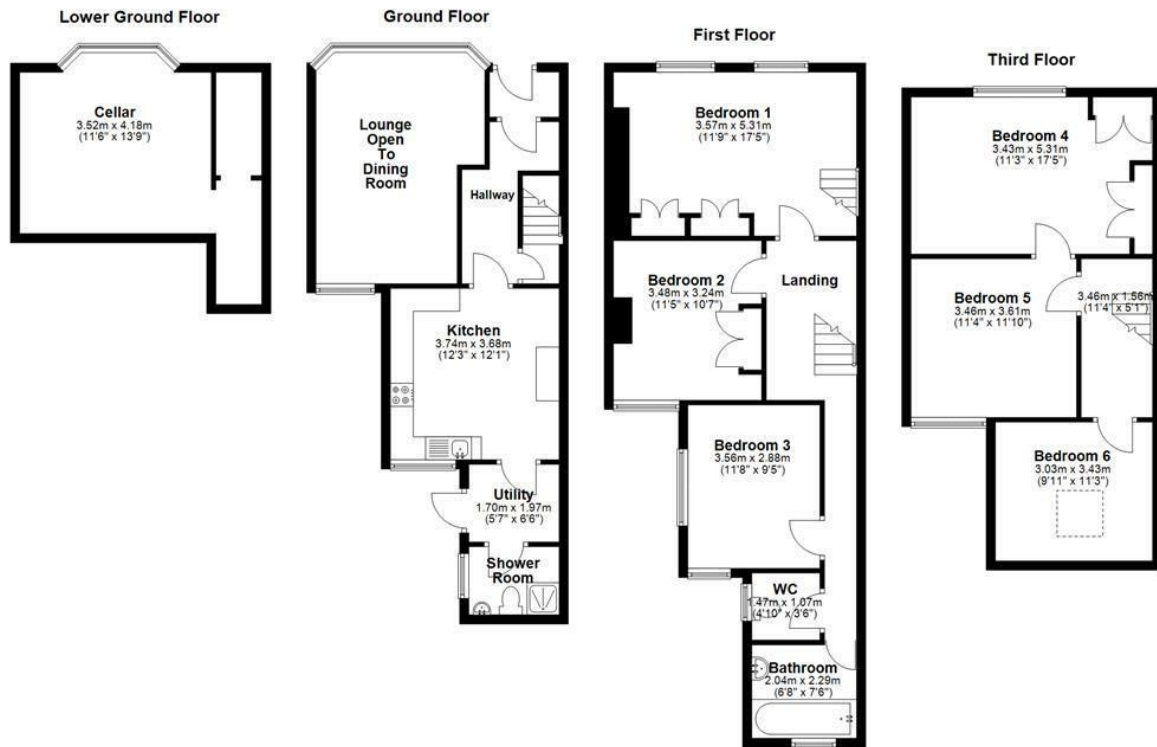 Lower Ground Floor
Cellar
3.52m x 4.18m
(11'6" x 13'9")
Ground Floor
Lounge
Open
To
Dining
Room
Hallway
Kitchen
3.74m x 3.68m
(12'3" x 12'1")
Utility
1.70m x 1.97m
(5'7" x 6'6")
Shower
Room
First Floor
Bedroom 1
3.57m x 5.31m
(11'9" x 17'5")
Bedroom 2
3.48m x 3.24m
(11'5" x 10'7")
Landing
Bedroom 3
3.56m x 2.88m
(11'8" x 9'5")
WC
1.47m x 1.07m
(4'10" x 3'6")
Bathroom
2.04m x 2.29m
(6'8" x 7'6")
Third Floor
Bedroom 4
3.43m x 5.31m
(11'3" x 17'5")
Bedroom 5
3.46m x 3.61m
(11'4" x 11'10")
3.46m x 1.56m
(11'4" x 5'1")
Bedroom 6
3.03m x 3.43m
(9'11" x 11'3")